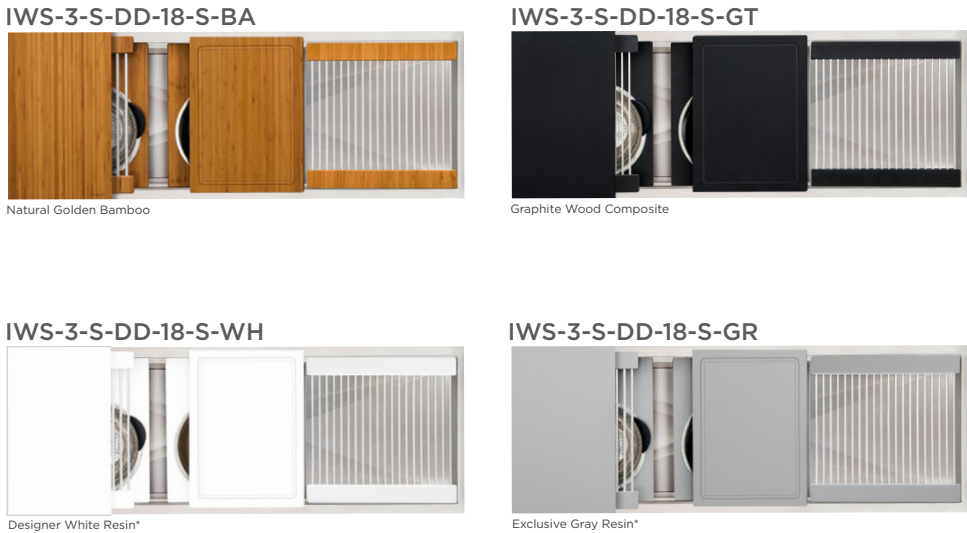 IWS-3-S-DD-18-S-BA
Natural Golden Bamboo
IWS-3-S-DD-18-S-GT
Graphite Wood Composite
IWS-3-S-DD-18-S-WH
Designer White Resin*
IWS-3-S-DD-18-S-GR
Exclusive Gray Resin*